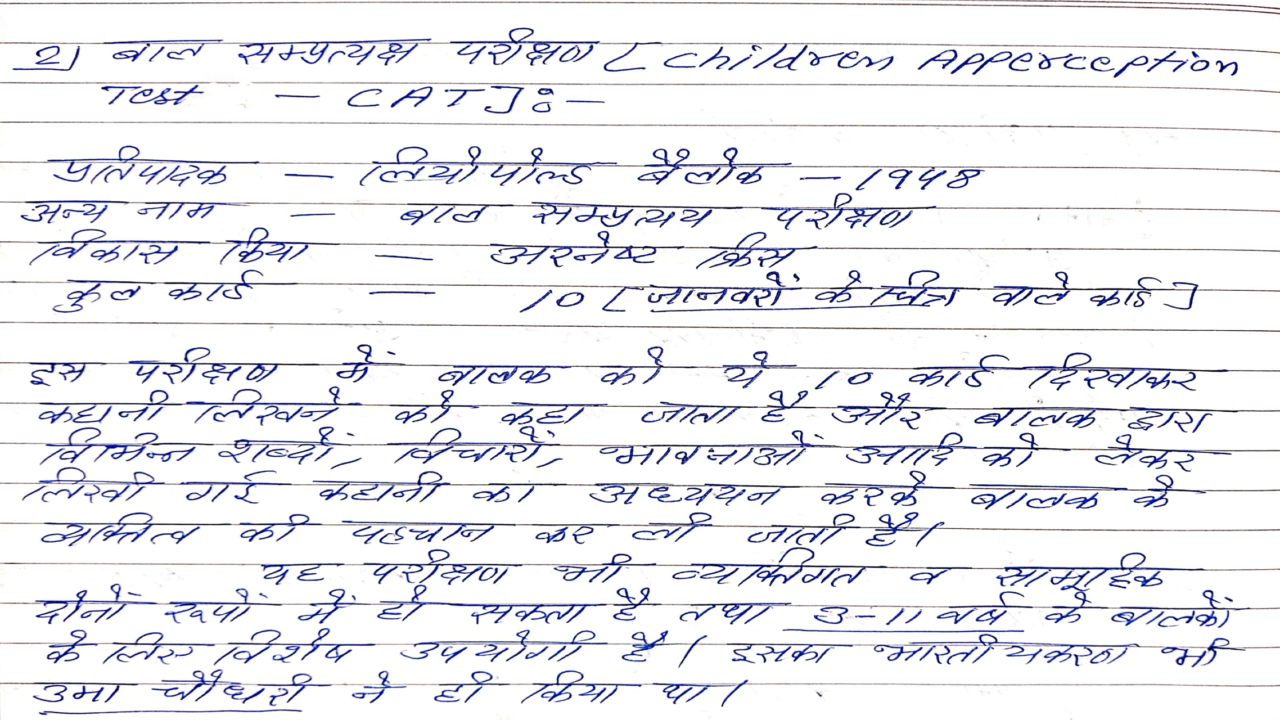 2) बाल सम्प्रत्यक्ष परीक्षण [ Children Apperception
Test — CAT ] :-
प्रतिपादक — लियोपोल्ड बैलोक — 1948
अन्य नाम — बाल सम्प्रत्यय परीक्षण
विकास किया — अरनेष्ट क्रिस
कुल कार्ड — 10 [ जानवरों के चित्र वाले कार्ड ]
इस परीक्षण में बालक को ये 10 कार्ड दिखाकर
कहानी लिखने को कहा जाता है और बालक द्वारा
विभिन्न शब्दों, विचारों, भावनाओं आदि को लेकर
लिखी गई कहानी का अध्ययन करके बालक के
व्यक्तित्व की पहचान कर ली जाती है।
यह परीक्षण भी व्यक्तिगत व सामूहिक
दोनों रूपों में हो सकता है तथा 3-11 वर्ष के बालकों
के लिए विशेष उपयोगी है। इसका भारतीयकरण भी
उमा चौधरी ने ही किया था।